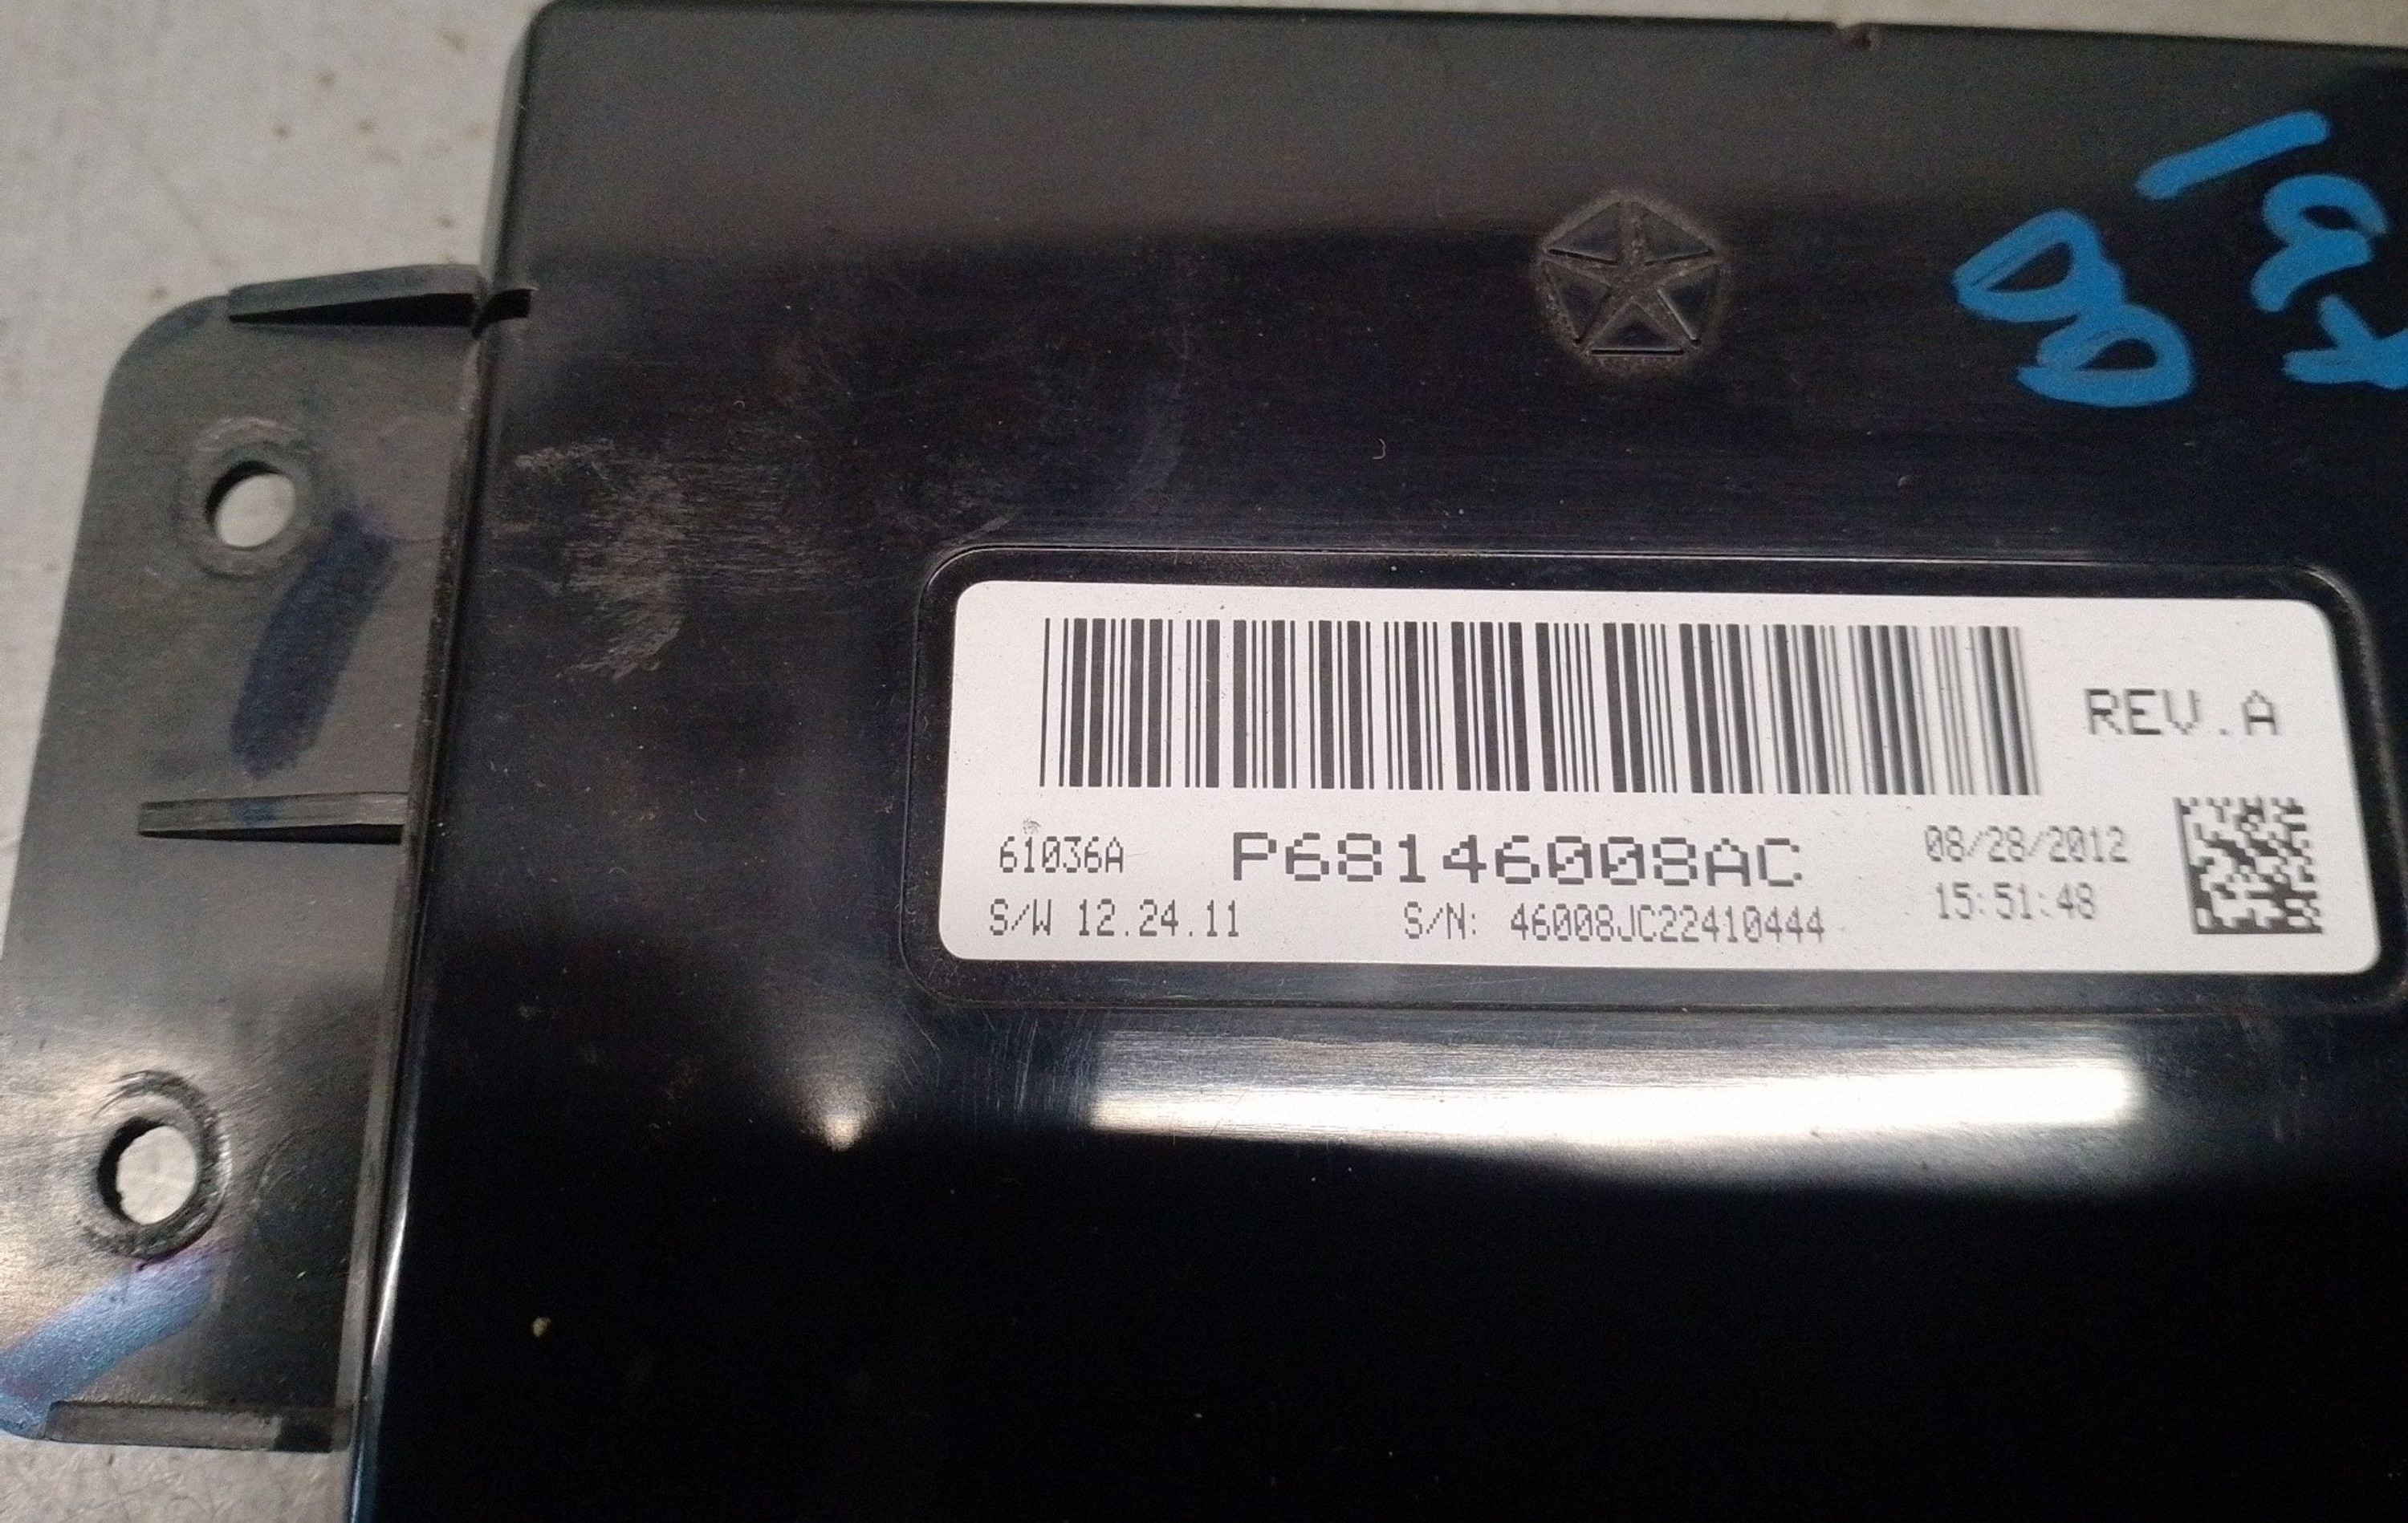 REV.A
61036A P68146008AC 08/28/2012
S/W 12.24.11 S/N: 46008JC22410444 15:51:48